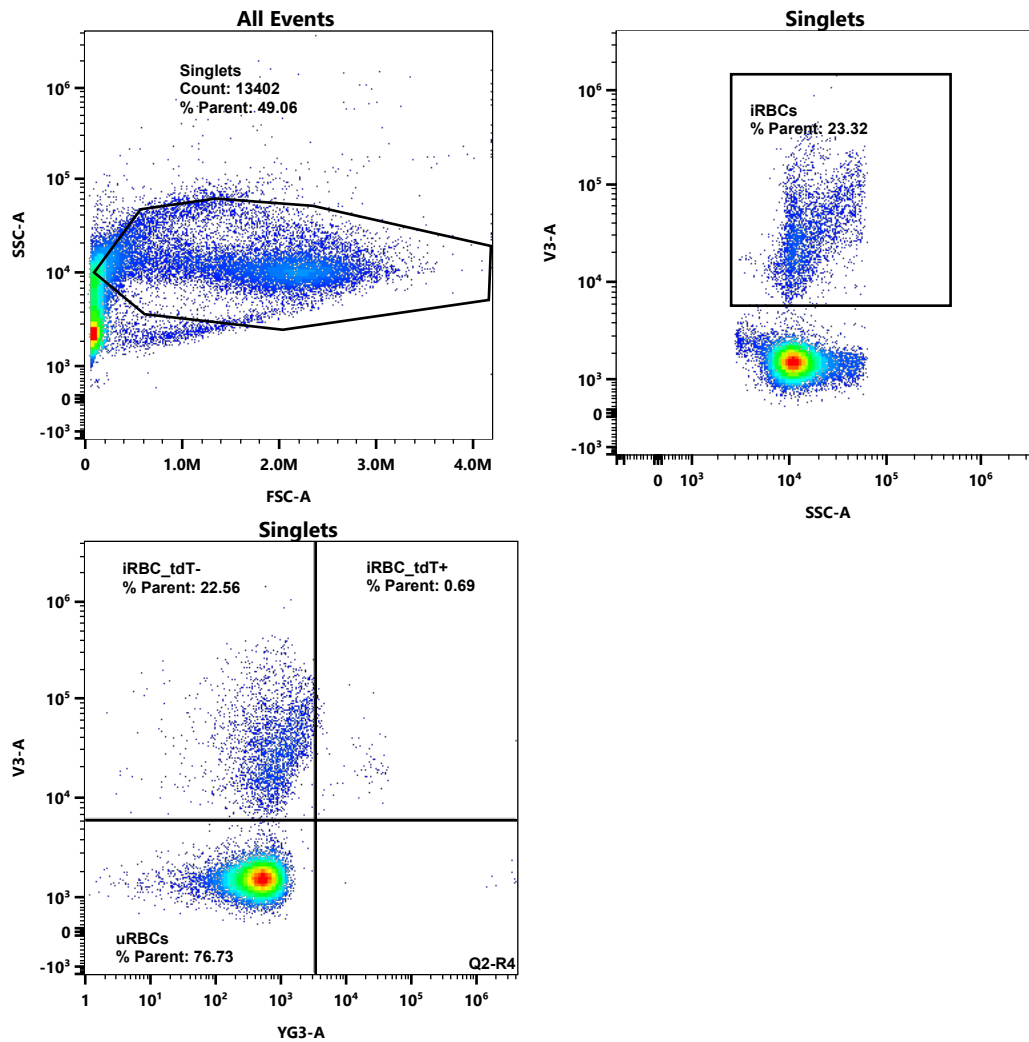 All Events
Singlets
Count: 13402
% Parent: 49.06
10⁶
10⁵
10⁴
10³
0
-10³
SSC-A
0
1.0M
2.0M
3.0M
4.0M
FSC-A
Singlets
iRBCs
% Parent: 23.32
10⁶
10⁵
10⁴
10³
0
-10³
V3-A
0
10³
10⁴
10⁵
10⁶
SSC-A
Singlets
iRBC_tdT-
% Parent: 22.56
iRBC_tdT+
% Parent: 0.69
10⁶
10⁵
10⁴
10³
0
-10³
V3-A
uRBCs
% Parent: 76.73
Q2-R4
1
10¹
10²
10³
10⁴
10⁵
10⁶
YG3-A